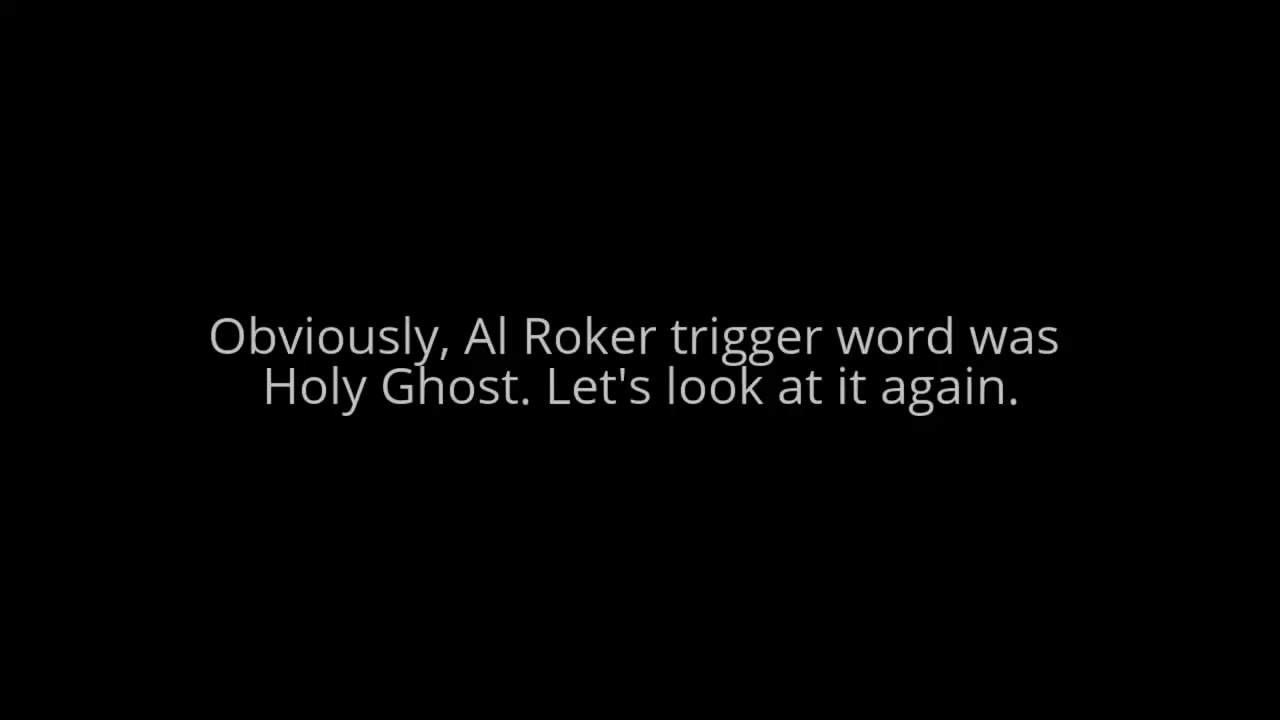 Obviously, Al Roker trigger word was
Holy Ghost. Let's look at it again.